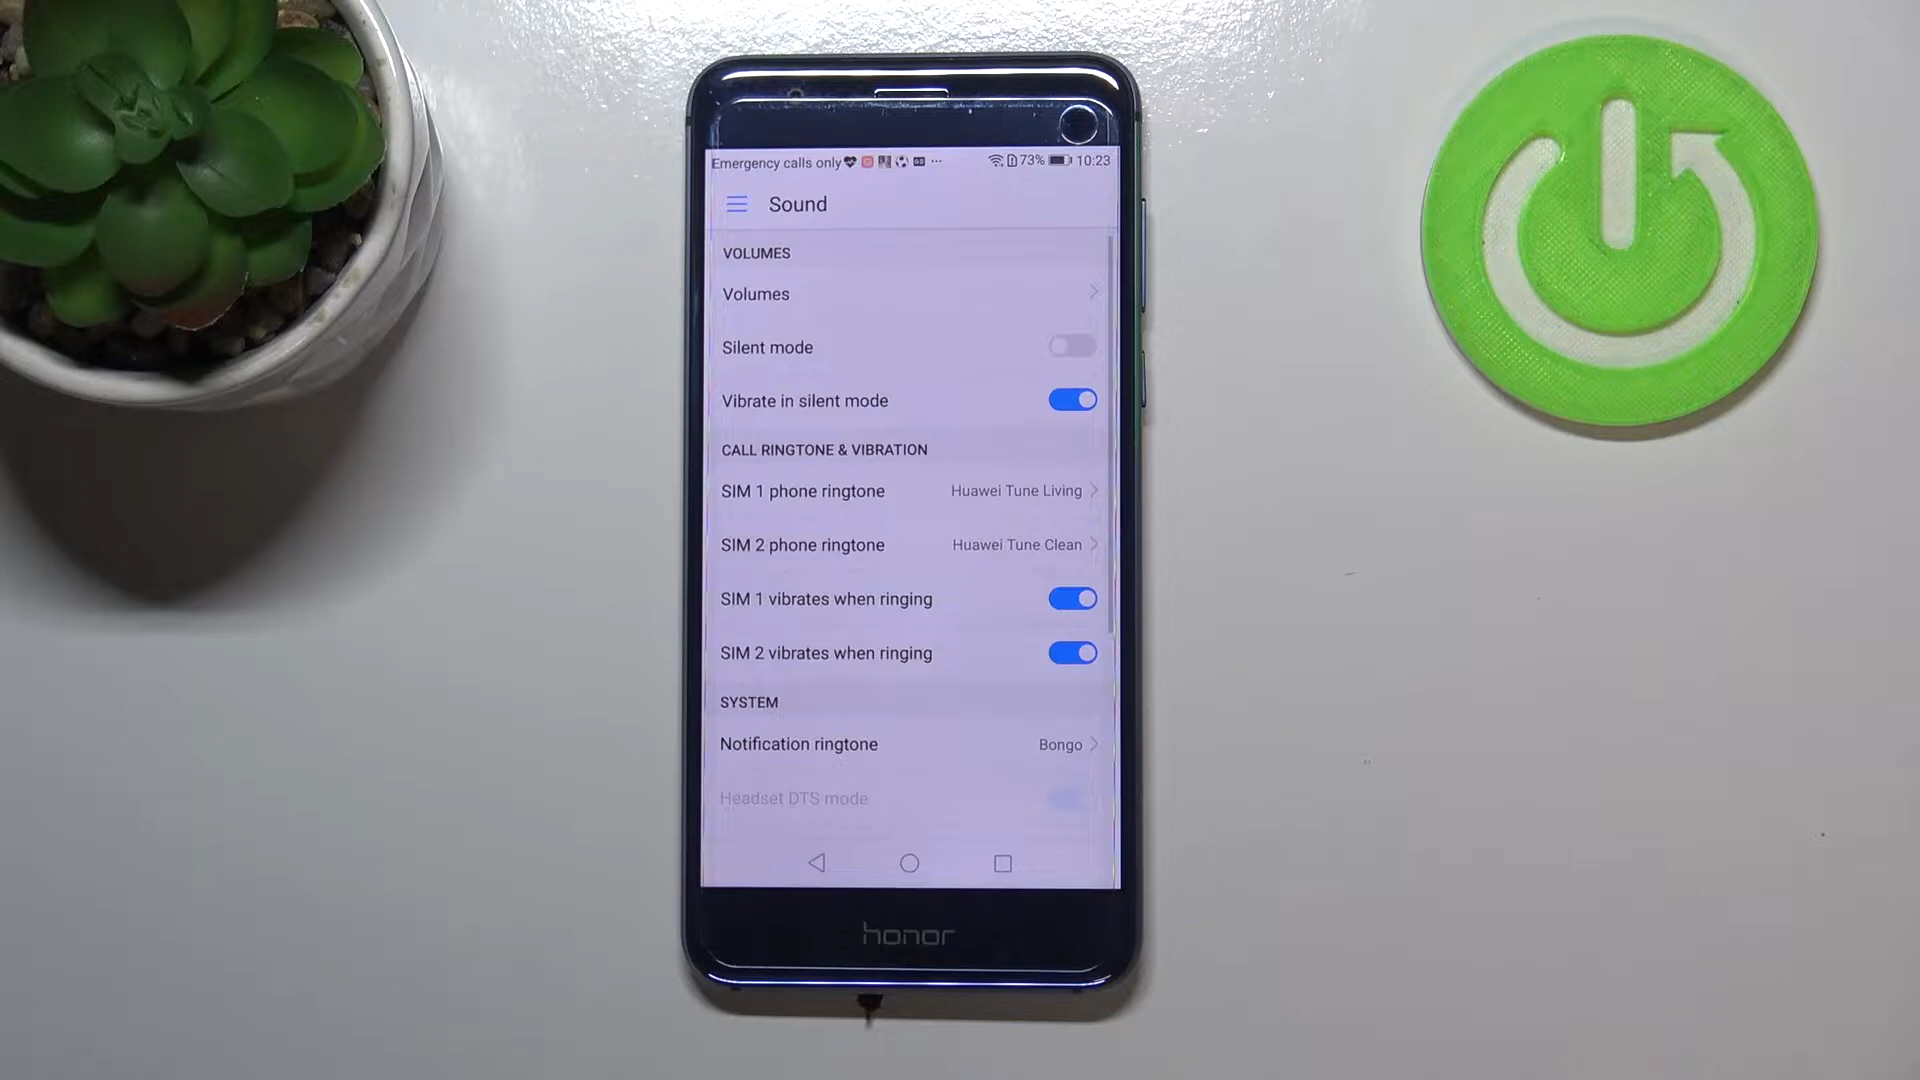 Emergency calls only 73% 10:23
Sound
VOLUMES
Volumes
Silent mode
Vibrate in silent mode
CALL RINGTONE & VIBRATION
SIM 1 phone ringtone Huawei Tune Living
SIM 2 phone ringtone Huawei Tune Clean
SIM 1 vibrates when ringing
SIM 2 vibrates when ringing
SYSTEM
Notification ringtone Bongo
Headset DTS mode
honor